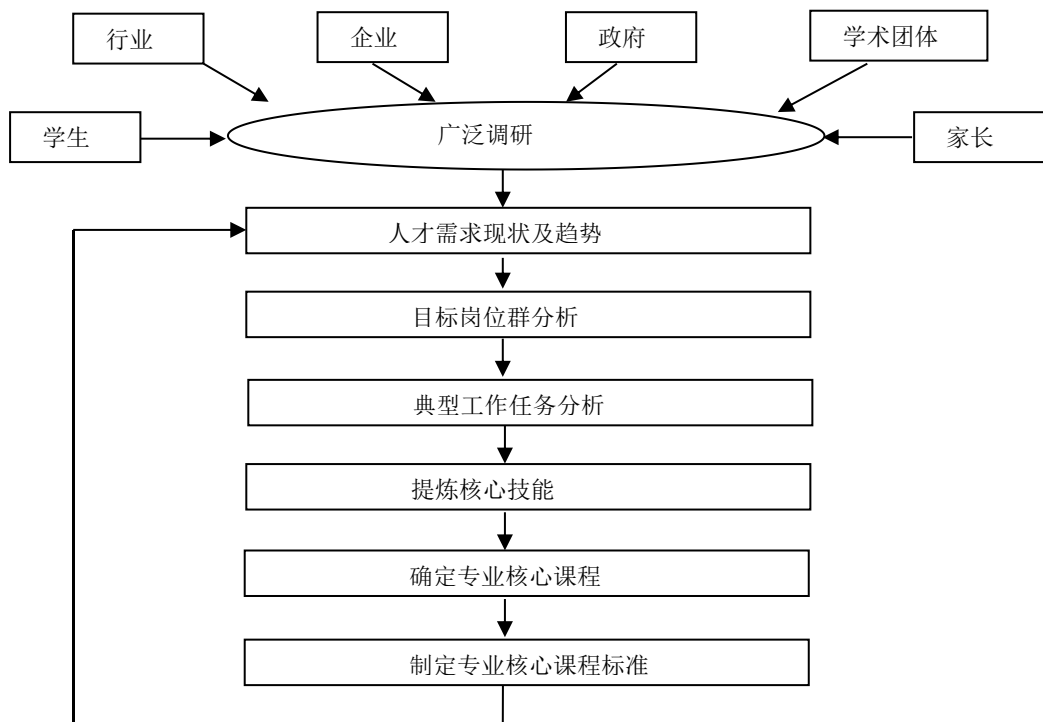 行业
企业
政府
学术团体
学生
广泛调研
家长
人才需求现状及趋势
目标岗位群分析
典型工作任务分析
提炼核心技能
确定专业核心课程
制定专业核心课程标准